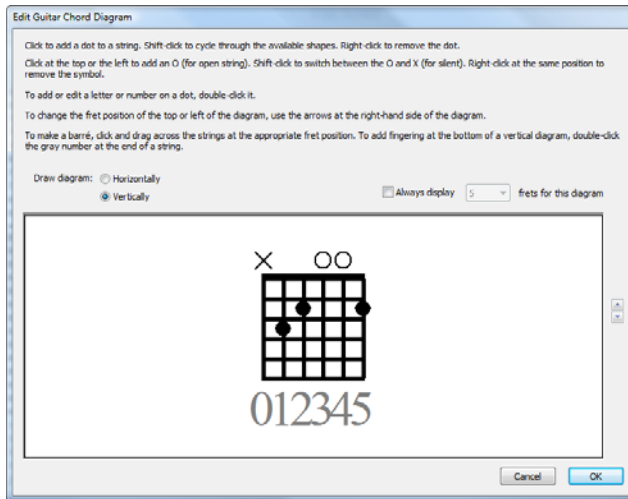 Edit Guitar Chord Diagram
Click to add a dot to a string. Shift-click to cycle through the available shapes. Right-click to remove the dot.
Click at the top or the left to add an O (for open string). Shift-click to switch between the O and X (for silent). Right-click at the same position to
remove the symbol.
To add or edit a letter or number on a dot, double-click it.
To change the fret position of the top or left of the diagram, use the arrows at the right-hand side of the diagram.
To make a barré, click and drag across the strings at the appropriate fret position. To add fingering at the bottom of a vertical diagram, double-click
the gray number at the end of a string.
Draw diagram: Horizontally
Vertically
Always display 5 frets for this diagram
X OO
012345
Cancel OK